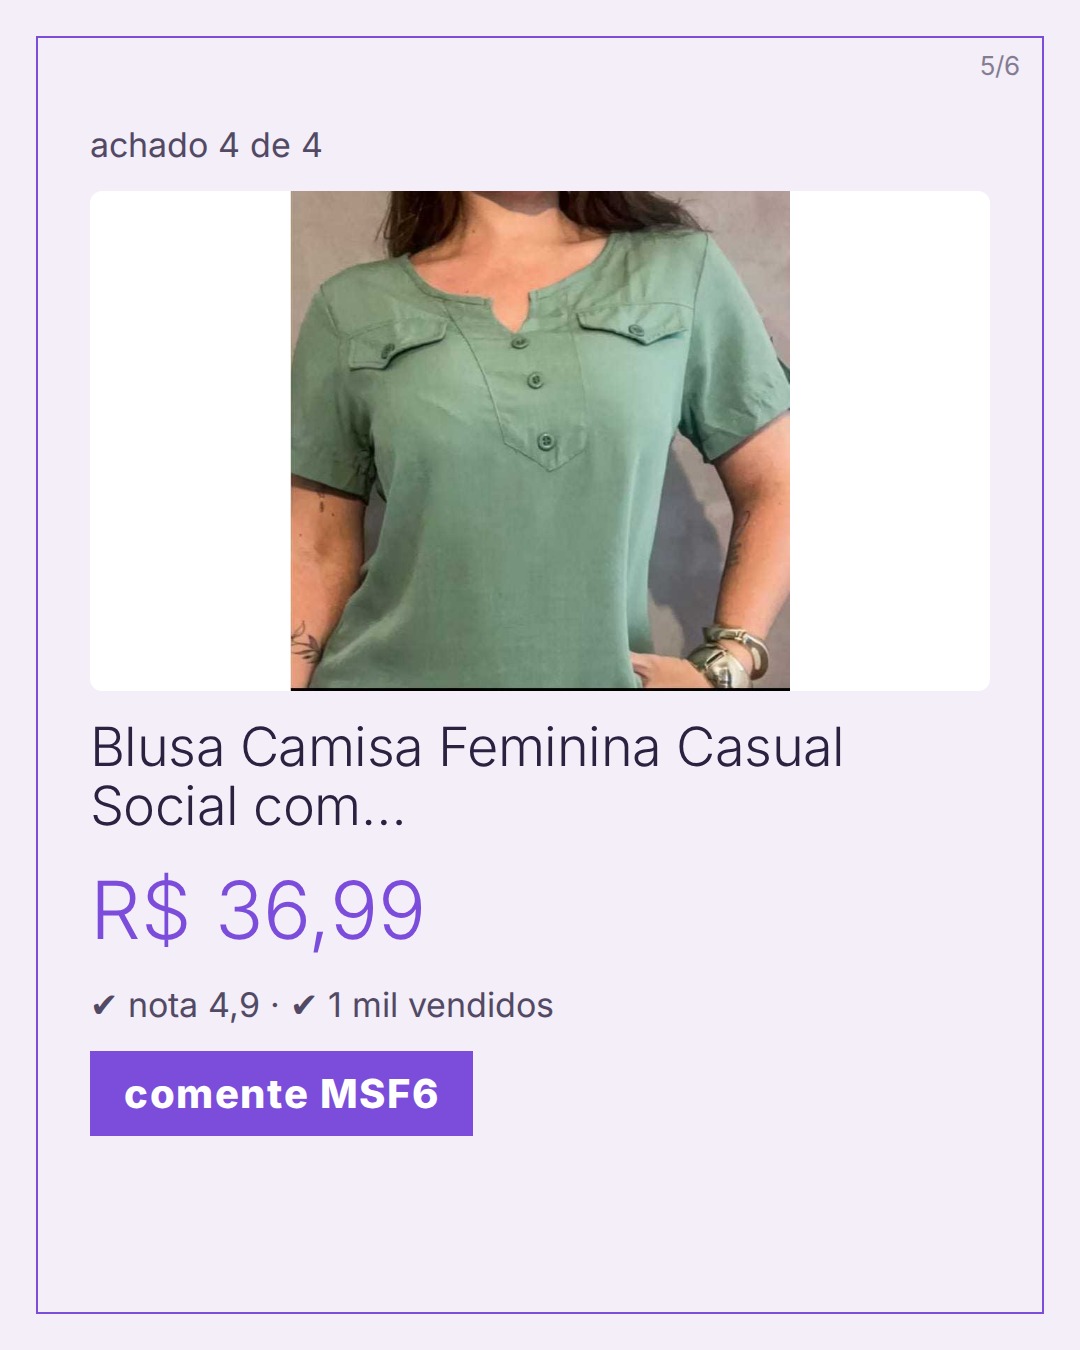 5/6
achado 4 de 4
Blusa Camisa Feminina Casual
Social com...
R$ 36,99
✔ nota 4,9 · ✔ 1 mil vendidos
comente MSF6